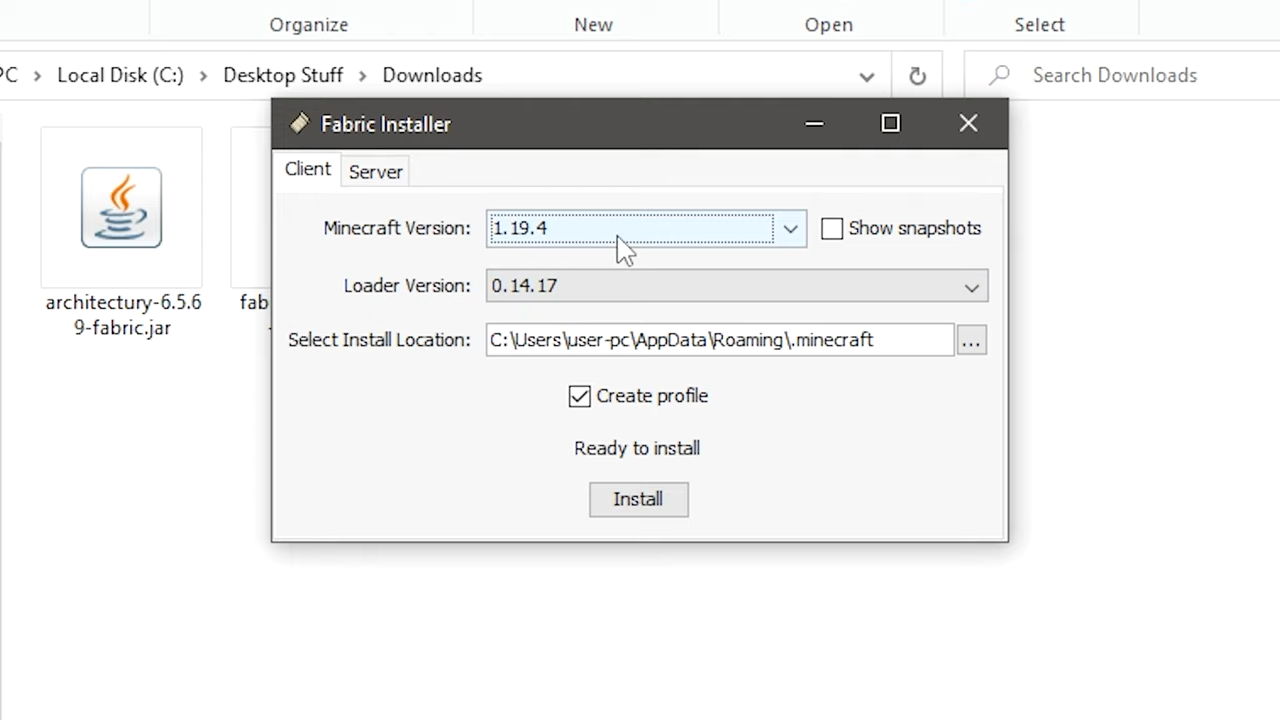 Organize
New
Open
Select
PC > Local Disk (C:) > Desktop Stuff > Downloads
Search Downloads
Fabric Installer
Client
Server
Minecraft Version:
1.19.4
Show snapshots
Loader Version:
0.14.17
Select Install Location:
C:\Users\user-pc\AppData\Roaming\.minecraft
...
Create profile
Ready to install
Install
architectury-6.5.6
9-fabric.jar
fab